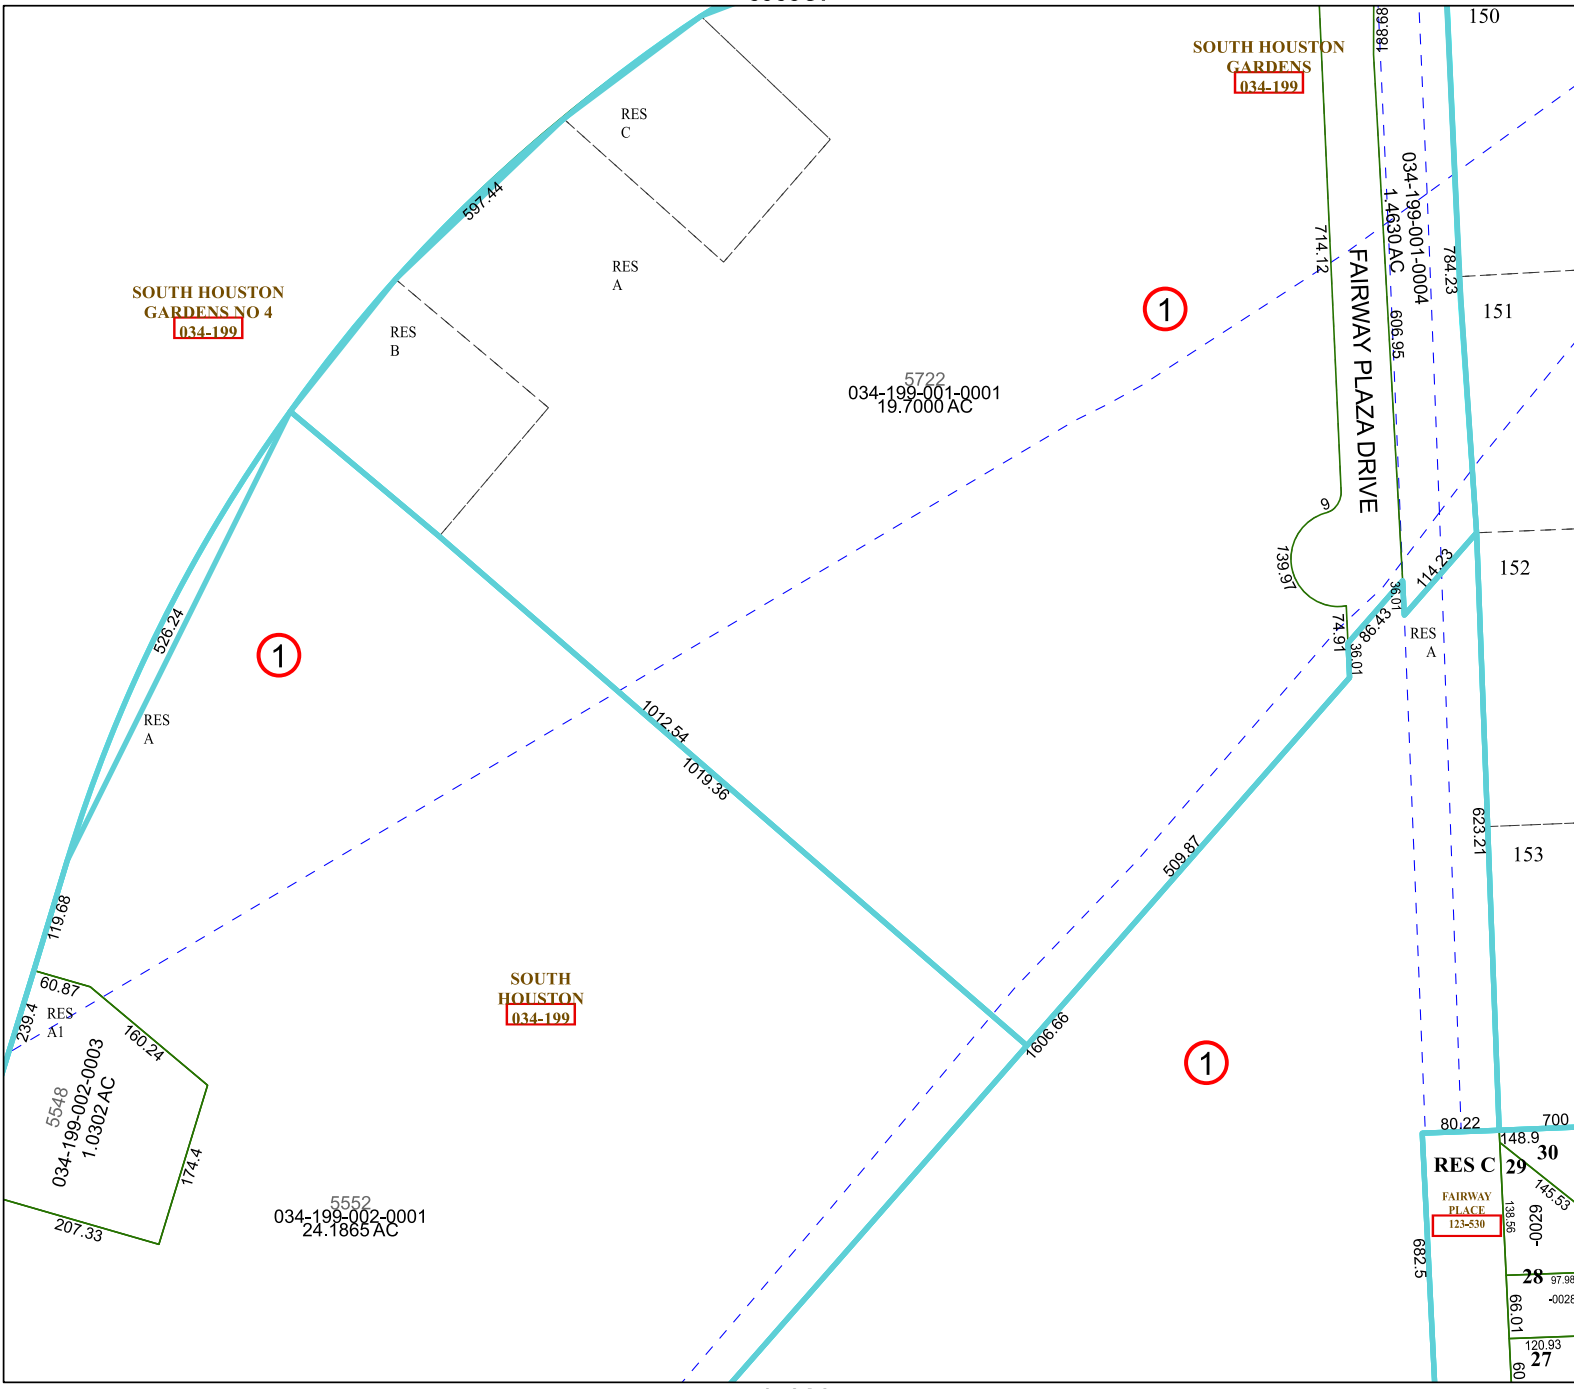 150
188.68
SOUTH HOUSTON
GARDENS
034-199
RES
C
597.44
034-199-001-0004
1.4630 AC
714.12
784.23
RES
A
FAIRWAY PLAZA DRIVE
SOUTH HOUSTON
GARDENS NO 4
034-199
1
151
606.95
RES
B
5722
034-199-001-0001
19.7000 AC
9
139.97
114.23
152
36.01
86.43
74.91
36.01
RES
A
526.24
1
RES
A
1012.54
1019.36
623.21
509.87
153
119.68
60.87
SOUTH
HOUSTON
034-199
239.4
RES
A1
160.24
1606.66
1
5548
034-199-002-0003
1.0302 AC
174.4
80.22
700
148.9
30
RES C
29
145.53
FAIRWAY
PLACE
123-530
138.56
-0029
5552
034-199-002-0001
24.1865 AC
207.33
682.5
28
97.98
-0028
66.01
120.93
27
60